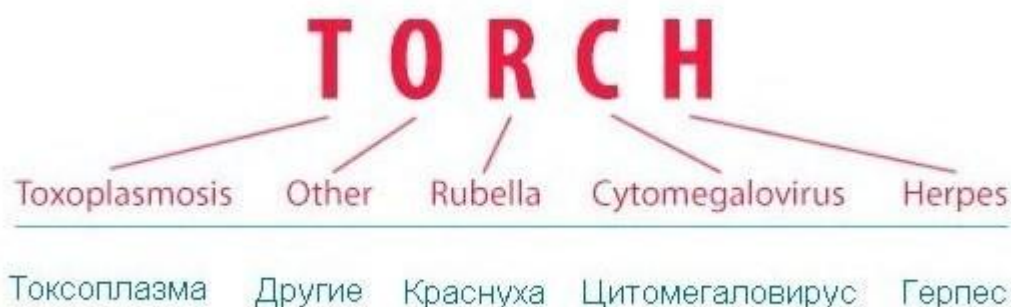 TORCH
Toxoplasmosis Other Rubella Cytomegalovirus Herpes
Токсоплазма Другие Краснуха Цитомегаловирус Герпес